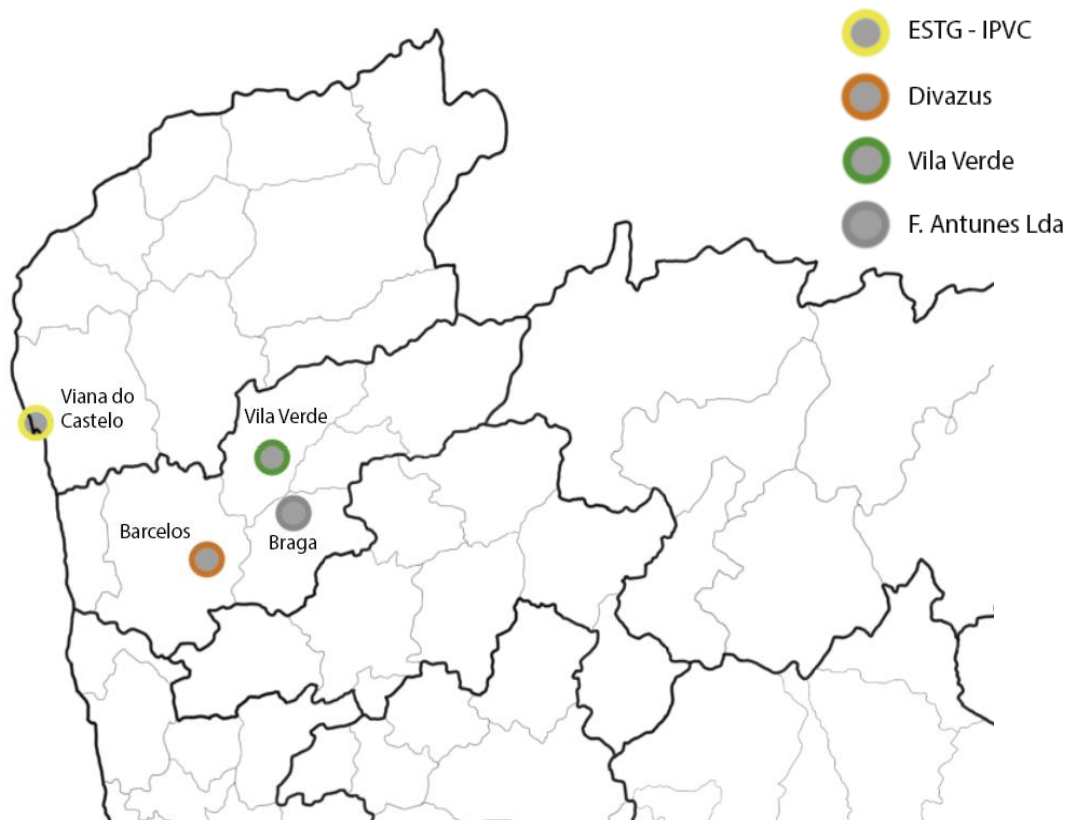 ESTG - IPVC
Divazus
Vila Verde
F. Antunes Lda
Viana do
Castelo
Vila Verde
Barcelos
Braga